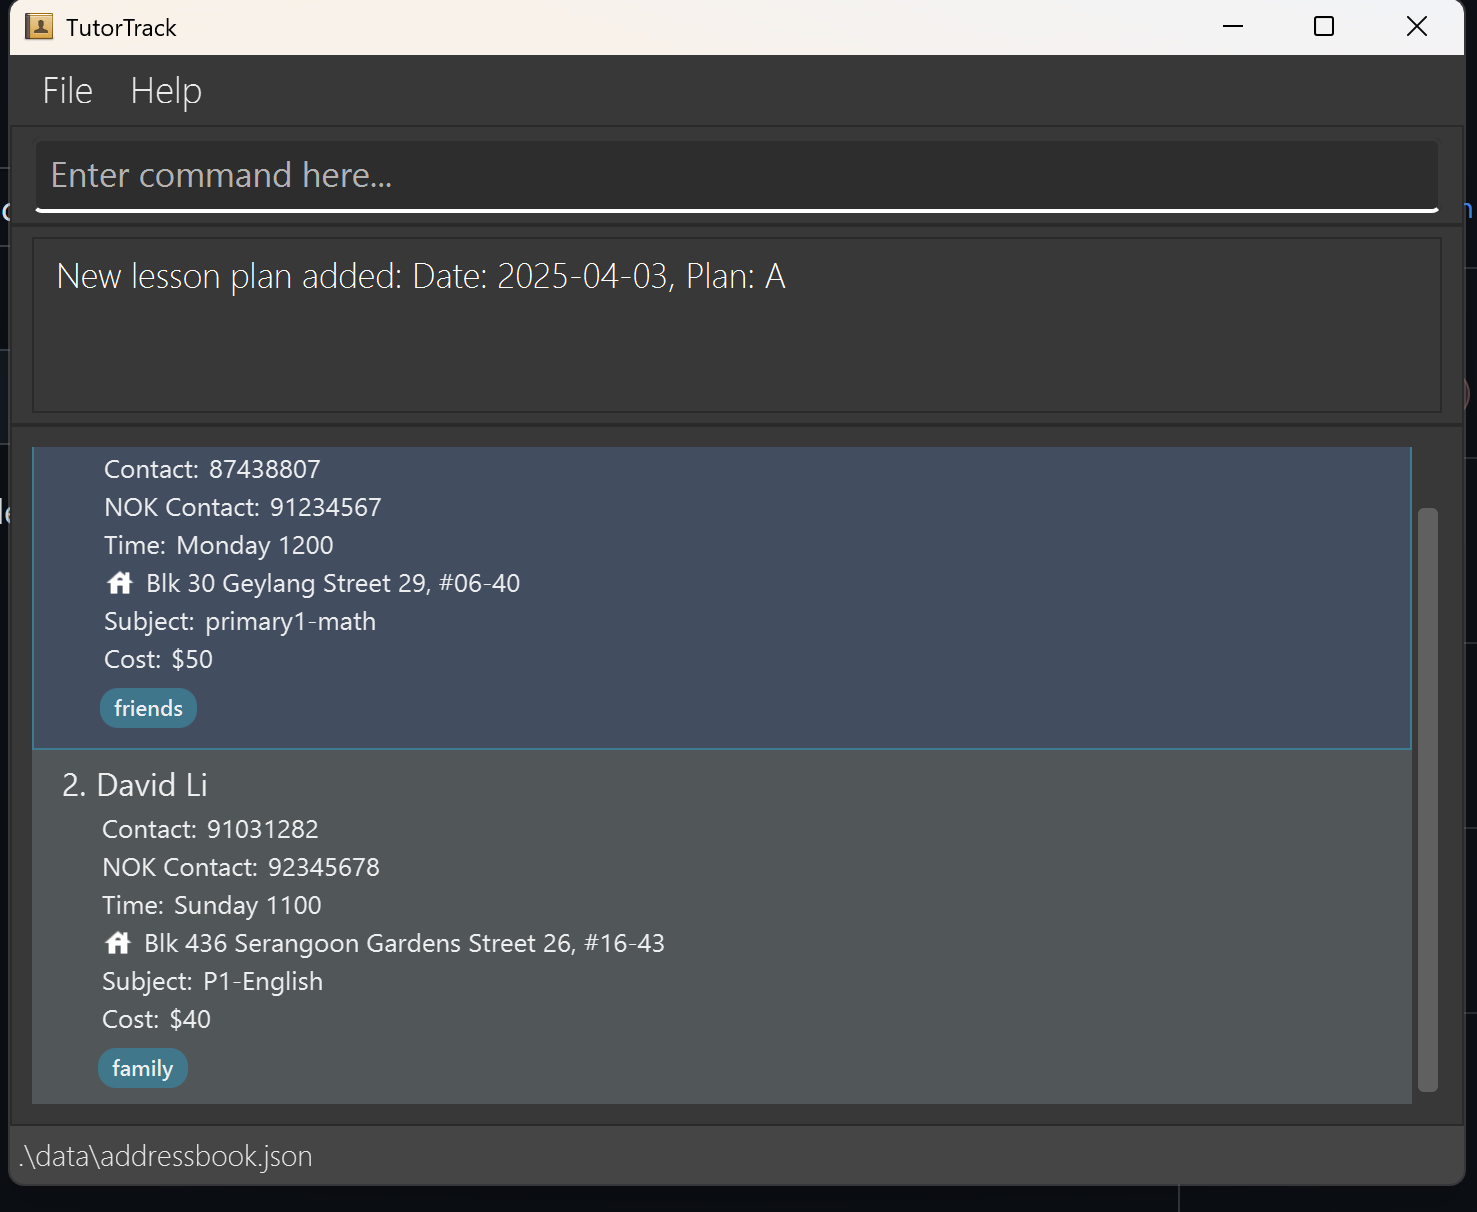 TutorTrack
File Help
Enter command here...
New lesson plan added: Date: 2025-04-03, Plan: A
Contact: 87438807
NOK Contact: 91234567
Time: Monday 1200
Blk 30 Geylang Street 29, #06-40
Subject: primary1-math
Cost: $50
friends
2. David Li
Contact: 91031282
NOK Contact: 92345678
Time: Sunday 1100
Blk 436 Serangoon Gardens Street 26, #16-43
Subject: P1-English
Cost: $40
family
.\data\addressbook.json